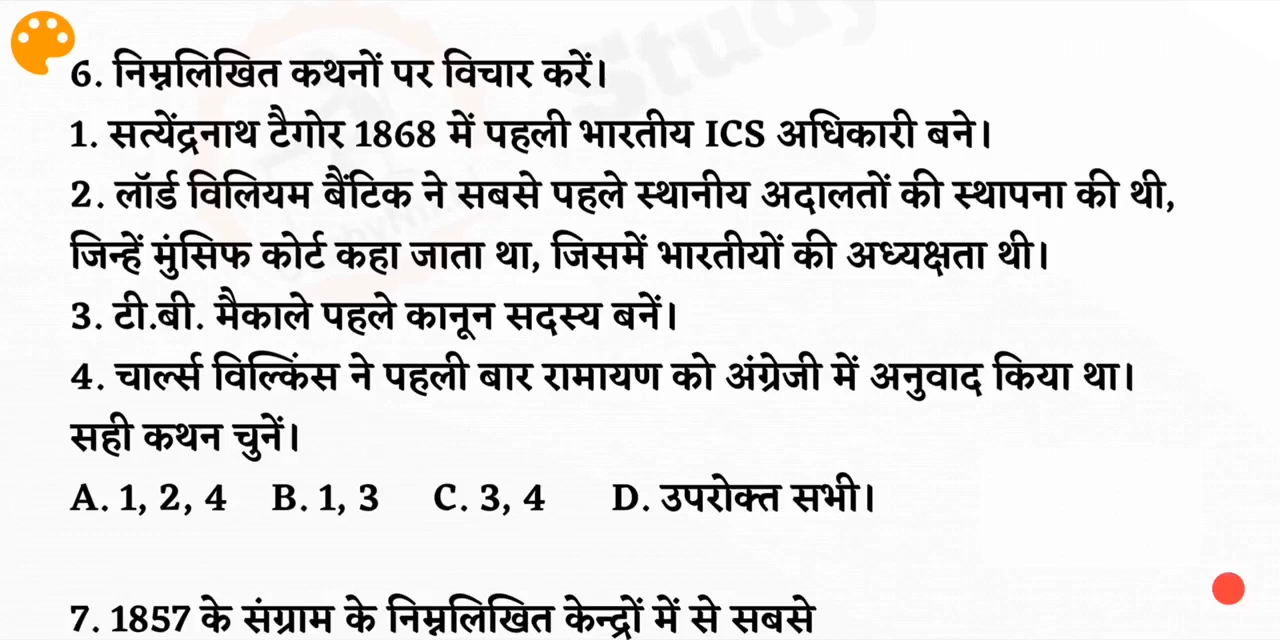 Study
6. निम्नलिखित कथनों पर विचार करें।
1. सत्येंद्रनाथ टैगोर 1868 में पहली भारतीय ICS अधिकारी बने।
2. लॉर्ड विलियम बैंटिक ने सबसे पहले स्थानीय अदालतों की स्थापना की थी,
जिन्हें मुंसिफ कोर्ट कहा जाता था, जिसमें भारतीयों की अध्यक्षता थी।
3. टी.बी. मैकाले पहले कानून सदस्य बनें।
4. चार्ल्स विल्किंस ने पहली बार रामायण को अंग्रेजी में अनुवाद किया था।
सही कथन चुनें।
A. 1, 2, 4 B. 1, 3 C. 3, 4 D. उपरोक्त सभी।
7. 1857 के संग्राम के निम्नलिखित केन्द्रों में से सबसे